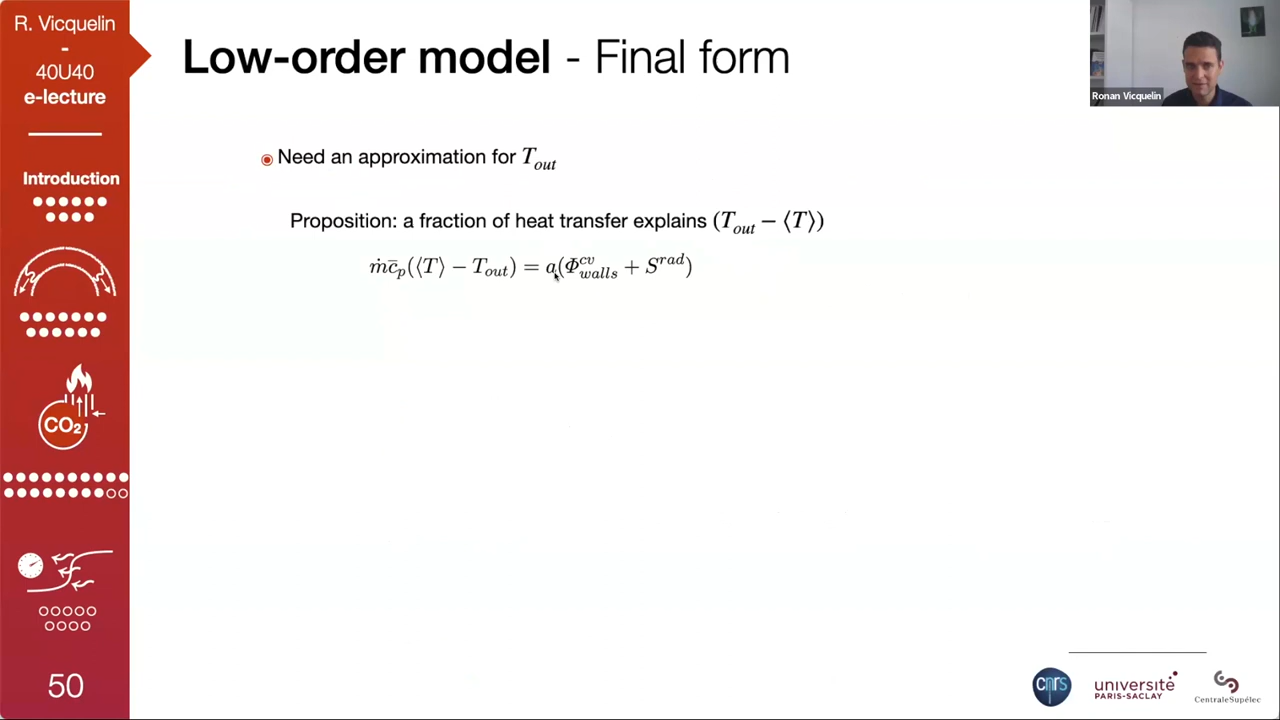 R. Vicquelin
-
40U40
e-lecture
Introduction
CO₂
50
Low-order model - Final form
Ronan Vicquelin
Need an approximation for T_out
Proposition: a fraction of heat transfer explains (T_out − ⟨T⟩)
ṁc̄_p(⟨T⟩ − T_out) = a(Φ^cv_walls + S^rad)
cnrs
université
PARIS-SACLAY
CentraleSupélec